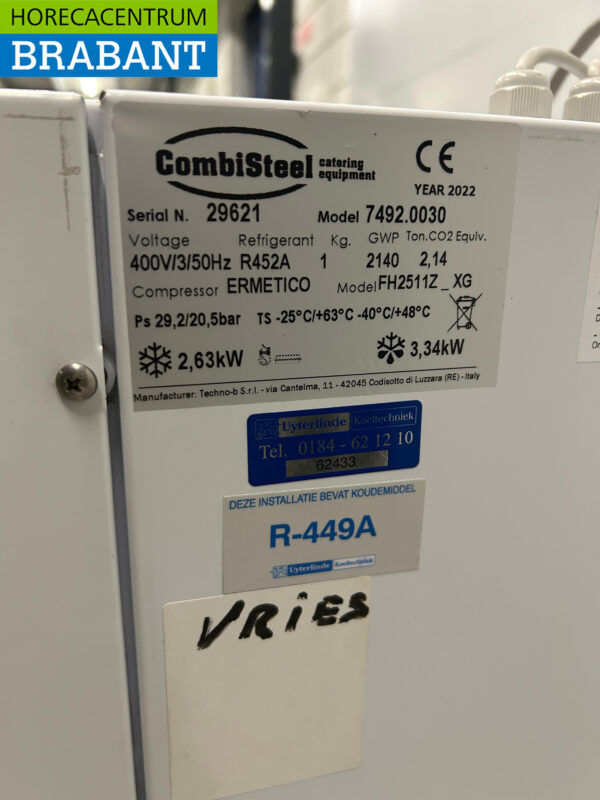 HORECACENTRUM
BRABANT
CombiSteel catering equipment
CE
YEAR 2022
Serial N. 29621 Model 7492.0030
Voltage Refrigerant Kg. GWP Ton.CO2 Equiv.
400V/3/50Hz R452A 1 2140 2,14
Compressor ERMETICO Model FH2511Z_XG
Ps 29,2/20,5bar TS -25°C/+63°C -40°C/+48°C
2,63kW 3,34kW
Manufacturer: Techno-b S.r.l. - via Cantelma, 11 - 42045 Codisotto di Luzzara (RE) - Italy
Uyterlinde Koeltechniek
Tel. 0184 - 62 12 10
62433
DEZE INSTALLATIE BEVAT KOUDEMIDDEL
R-449A
Uyterlinde Koeltechniek
VRIES